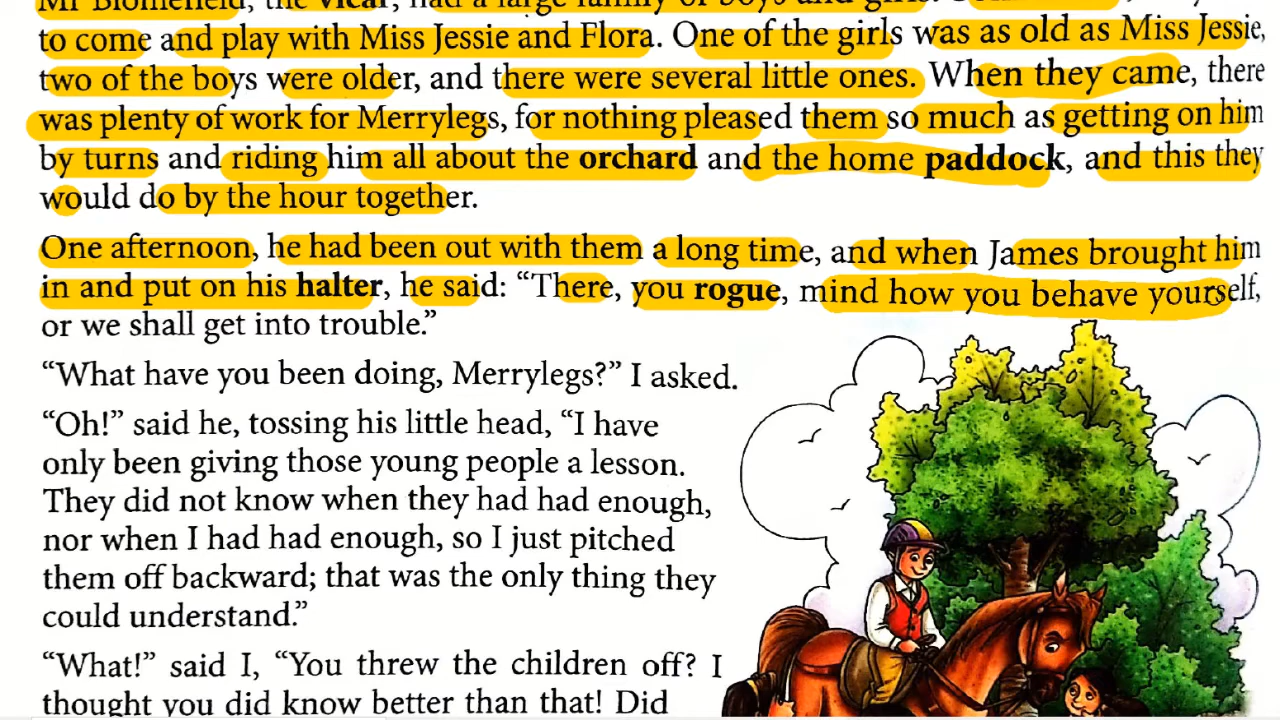 Mr Blomefield, the vicar, had a large family of boys and girls.
to come and play with Miss Jessie and Flora. One of the girls was as old as Miss Jessie,
two of the boys were older, and there were several little ones. When they came, there
was plenty of work for Merrylegs, for nothing pleased them so much as getting on him
by turns and riding him all about the orchard and the home paddock, and this they
would do by the hour together.
One afternoon, he had been out with them a long time, and when James brought him
in and put on his halter, he said: “There, you rogue, mind how you behave yourself,
or we shall get into trouble.”
“What have you been doing, Merrylegs?” I asked.
“Oh!” said he, tossing his little head, “I have
only been giving those young people a lesson.
They did not know when they had had enough,
nor when I had had enough, so I just pitched
them off backward; that was the only thing they
could understand.”
“What!” said I, “You threw the children off? I
thought you did know better than that! Did